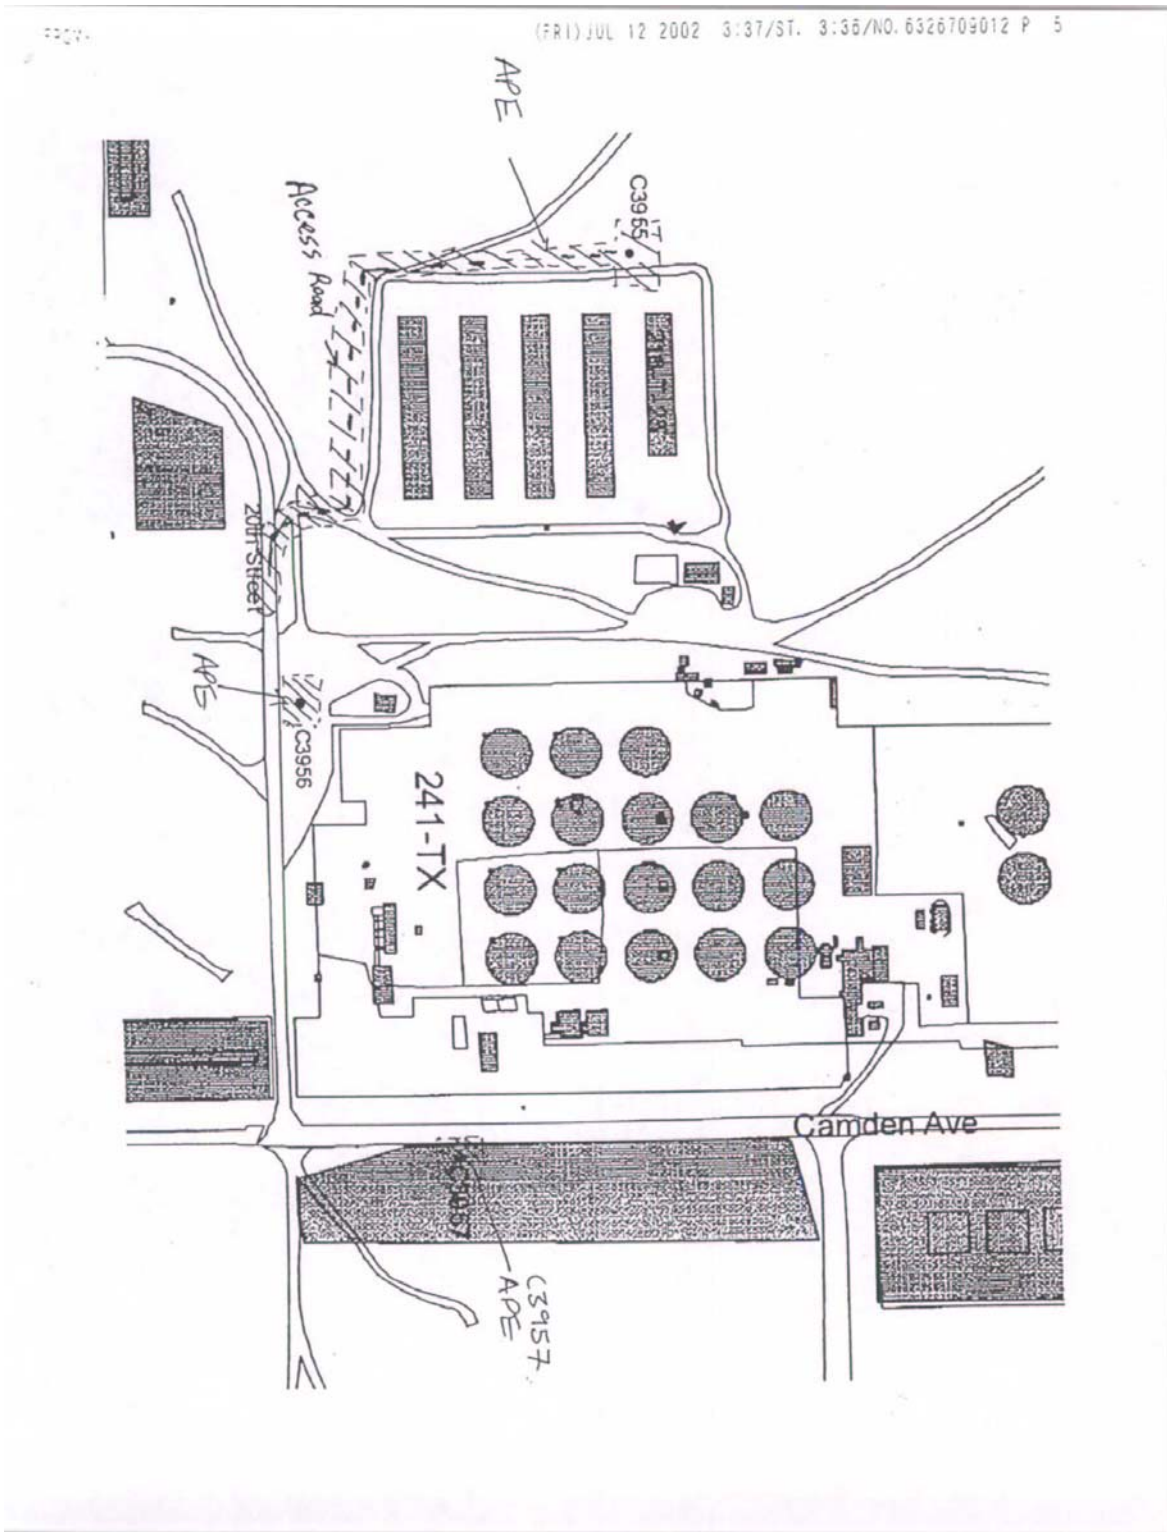 (FRI) JUL 12 2002 3:37/ST. 3:36/NO. 6326709012 P 5
APE
C3955
Access Road
20th Street
APE
C3956
241-TX
Camden Ave
C3957
APE